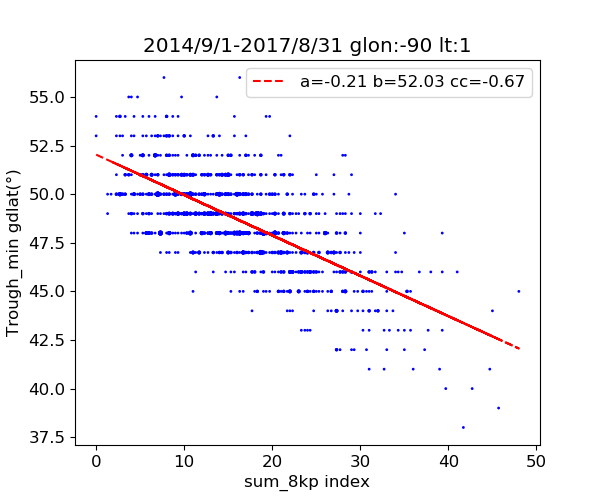 2014/9/1-2017/8/31 glon:-90 lt:1
a=-0.21 b=52.03 cc=-0.67
Trough_min gdlat(°)
55.0
52.5
50.0
47.5
45.0
42.5
40.0
37.5
0 10 20 30 40 50
sum_8kp index